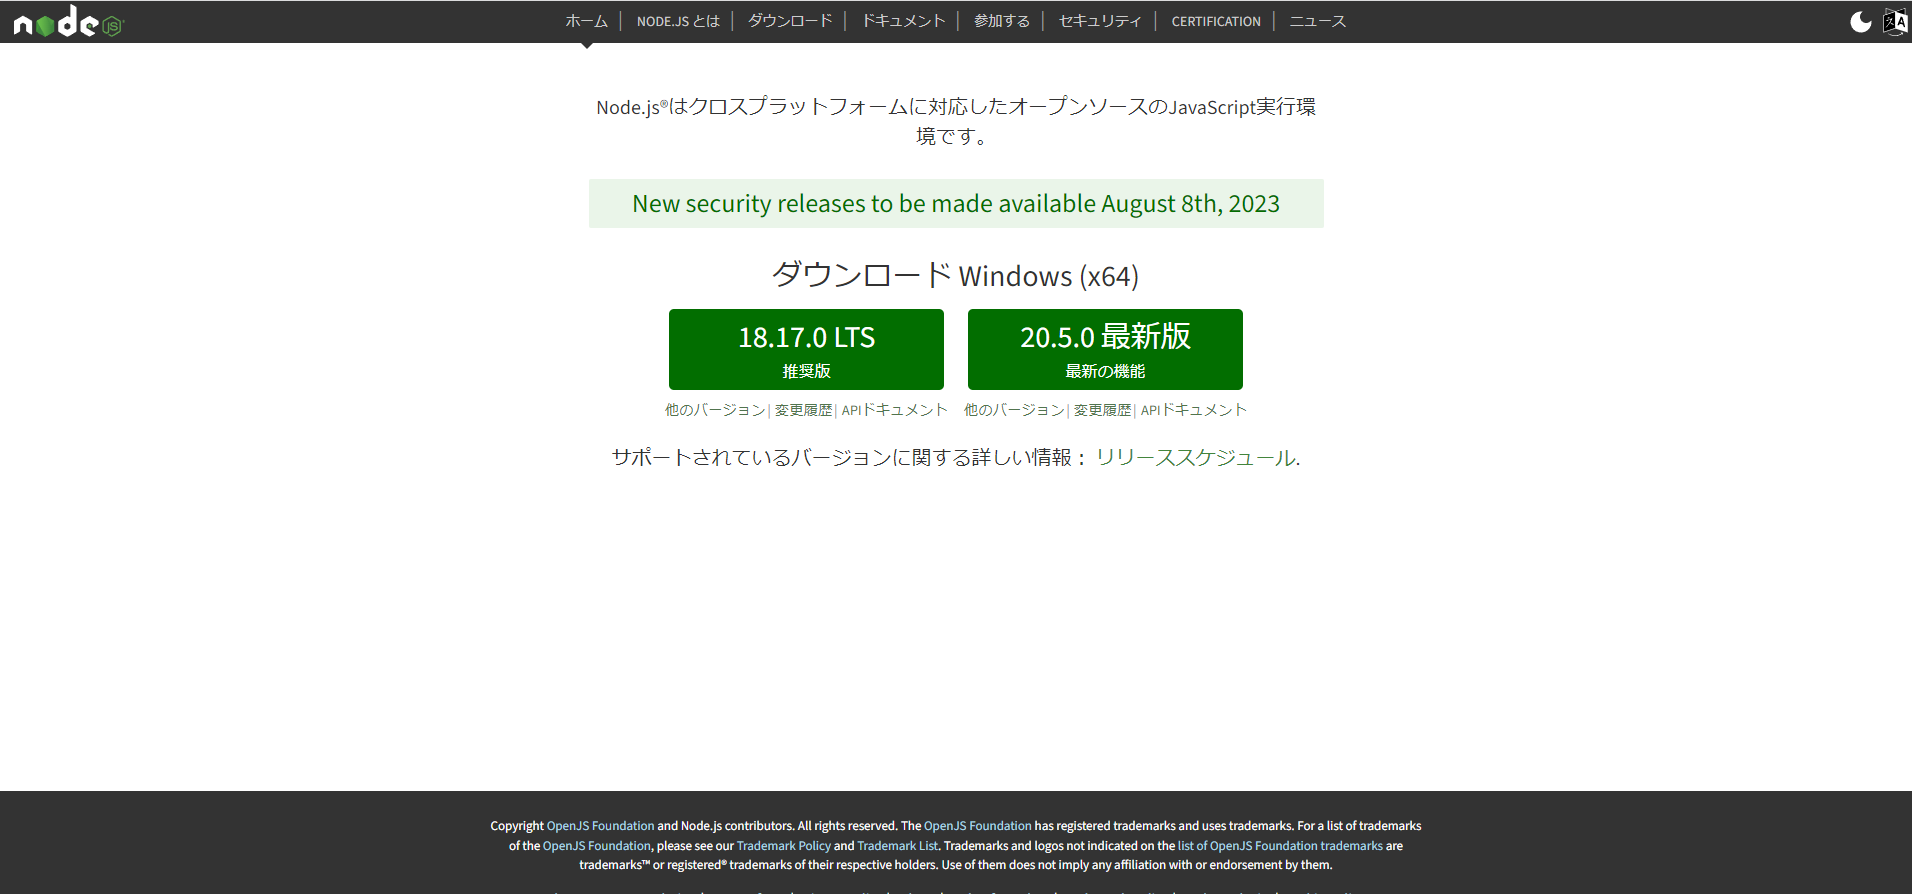 node JS
ホーム | NODE.JS とは | ダウンロード | ドキュメント | 参加する | セキュリティ | CERTIFICATION | ニュース
Node.js®はクロスプラットフォームに対応したオープンソースのJavaScript実行環
境です。
New security releases to be made available August 8th, 2023
ダウンロード Windows (x64)
18.17.0 LTS
推奨版
20.5.0 最新版
最新の機能
他のバージョン | 変更履歴 | APIドキュメント
他のバージョン | 変更履歴 | APIドキュメント
サポートされているバージョンに関する詳しい情報： リリーススケジュール.
Copyright OpenJS Foundation and Node.js contributors. All rights reserved. The OpenJS Foundation has registered trademarks and uses trademarks. For a list of trademarks
of the OpenJS Foundation, please see our Trademark Policy and Trademark List. Trademarks and logos not indicated on the list of OpenJS Foundation trademarks are
trademarks™ or registered® trademarks of their respective holders. Use of them does not imply any affiliation with or endorsement by them.